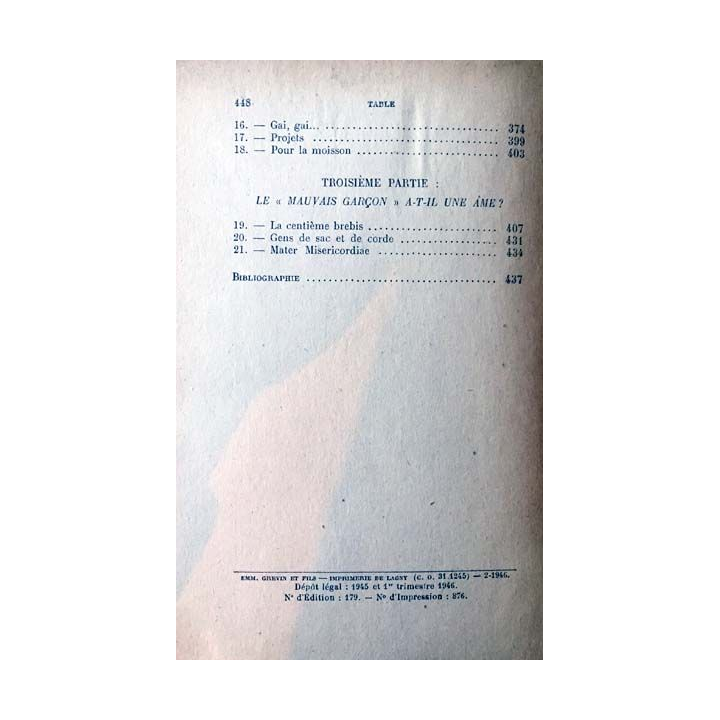 448 TABLE
16. — Gai, gai... 374
17. — Projets 399
18. — Pour la moisson 403
TROISIÈME PARTIE :
LE « MAUVAIS GARÇON » A-T-IL UNE ÂME ?
19. — La centième brebis 407
20. — Gens de sac et de corde 431
21. — Mater Misericordiae 434
BIBLIOGRAPHIE 437
EMM. GREVIN ET FILS — IMPRIMERIE DE LAGNY (C. O. 31.1245) — 2-1946.
Dépôt légal : 1945 et 1er trimestre 1946.
N° d'Édition : 179. — N° d'Impression : 876.